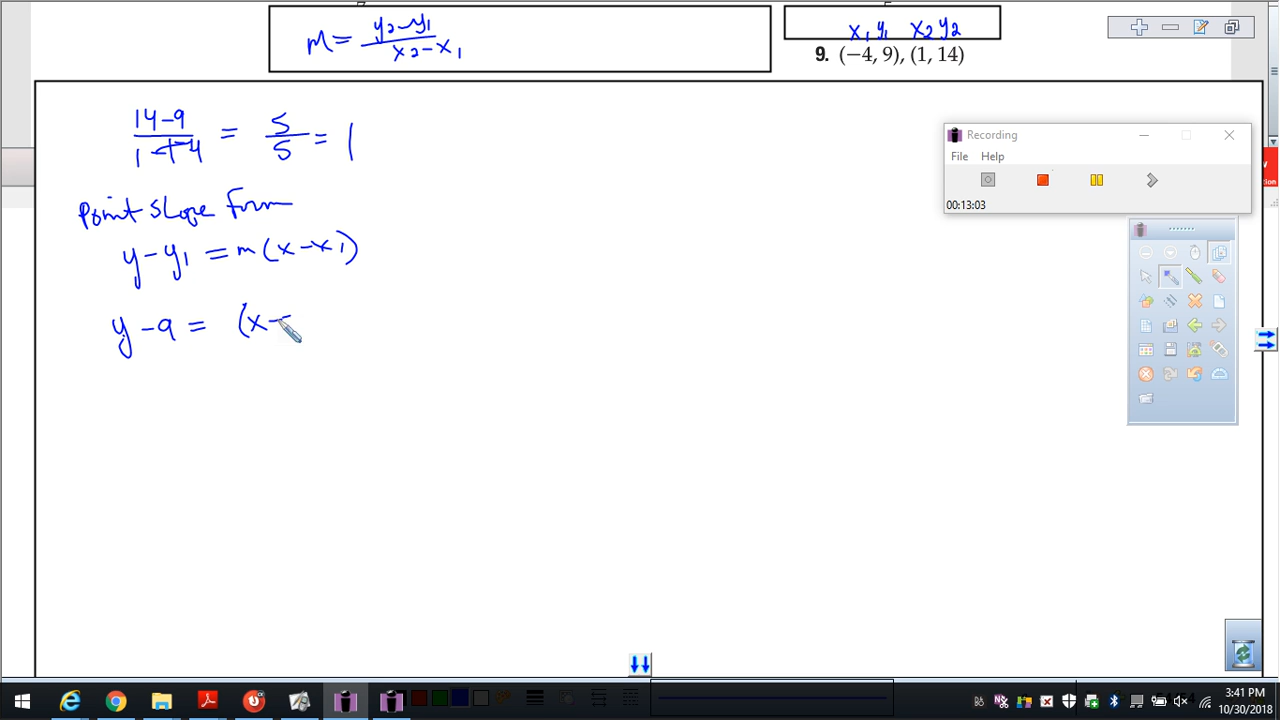 m = y2-y1 / x2-x1
x1 y1 x2 y2
9. (−4, 9), (1, 14)
14-9 / 1--4 = 5/5 = 1
Point Slope Form
y-y1 = m(x-x1)
y-9 = (x-
Recording
File Help
00:13:03
3:41 PM
10/30/2018